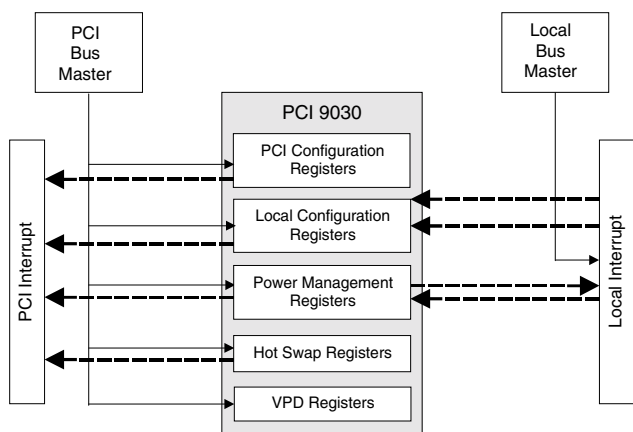 PCI
Bus
Master
Local
Bus
Master
PCI 9030
PCI Configuration
Registers
Local Configuration
Registers
Power Management
Registers
Hot Swap Registers
VPD Registers
PCI Interrupt
Local Interrupt